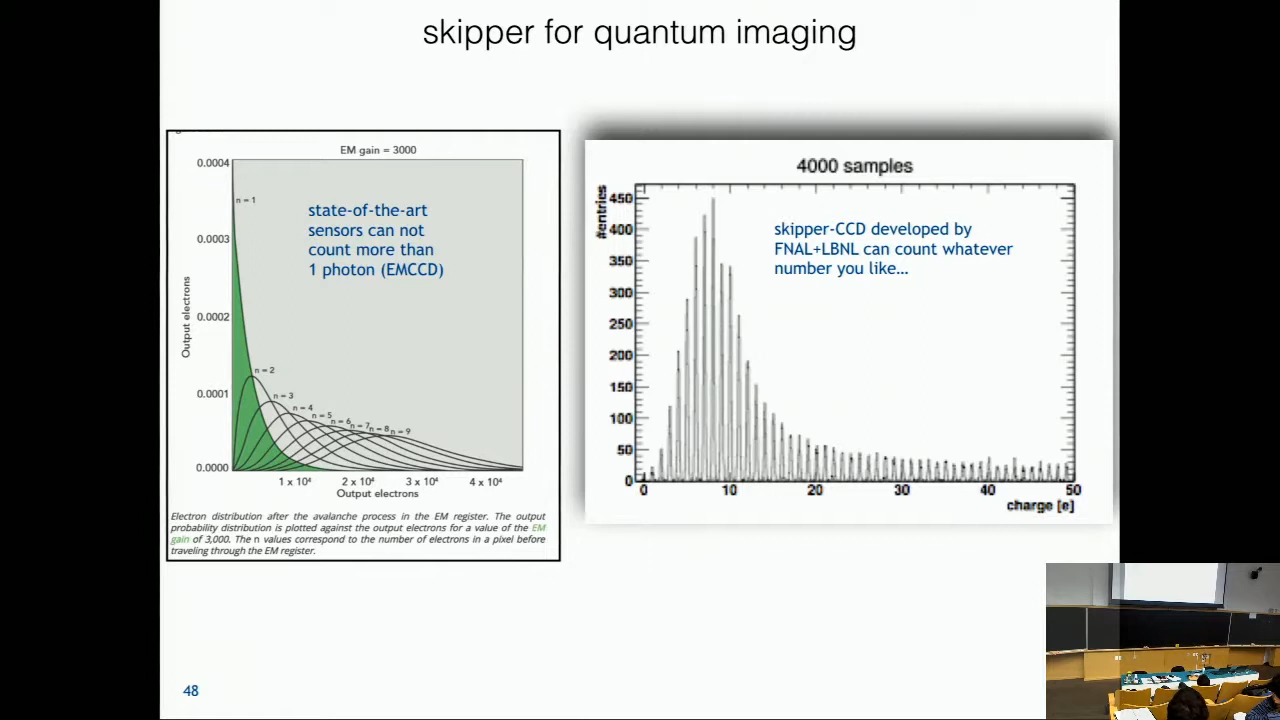 skipper for quantum imaging
EM gain = 3000
0.0004
0.0003
0.0002
0.0001
0.0000
Output electrons
n = 1
n = 2
n = 3
n = 4
n = 5
n = 6
n = 7
n = 8
n = 9
state-of-the-art
sensors can not
count more than
1 photon (EMCCD)
1 x 10⁴
2 x 10⁴
3 x 10⁴
4 x 10⁴
Output electrons
Electron distribution after the avalanche process in the EM register. The output
probability distribution is plotted against the output electrons for a value of the EM
gain of 3,000. The n values correspond to the number of electrons in a pixel before
traveling through the EM register.
4000 samples
#entries
450
400
350
300
250
200
150
100
50
0
skipper-CCD developed by
FNAL+LBNL can count whatever
number you like...
0
10
20
30
40
50
charge [e]
48